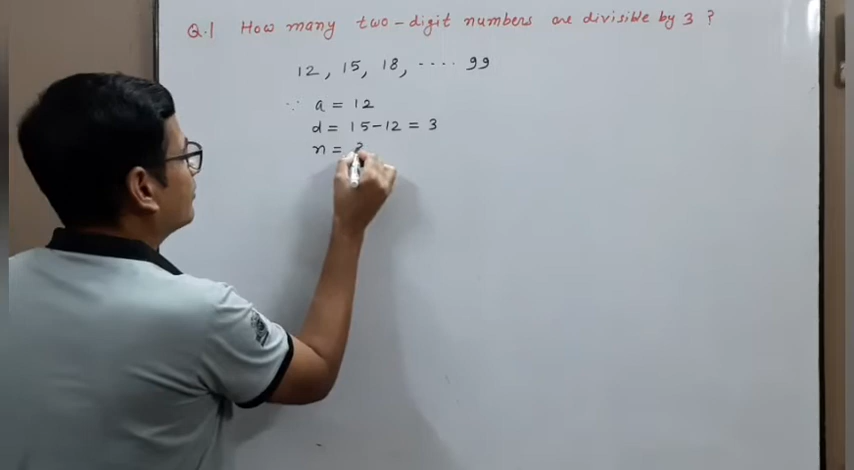 Q.1 How many two-digit numbers are divisible by 3 ?
12, 15, 18, ..... 99
∵ a = 12
d = 15-12 = 3
n = ?